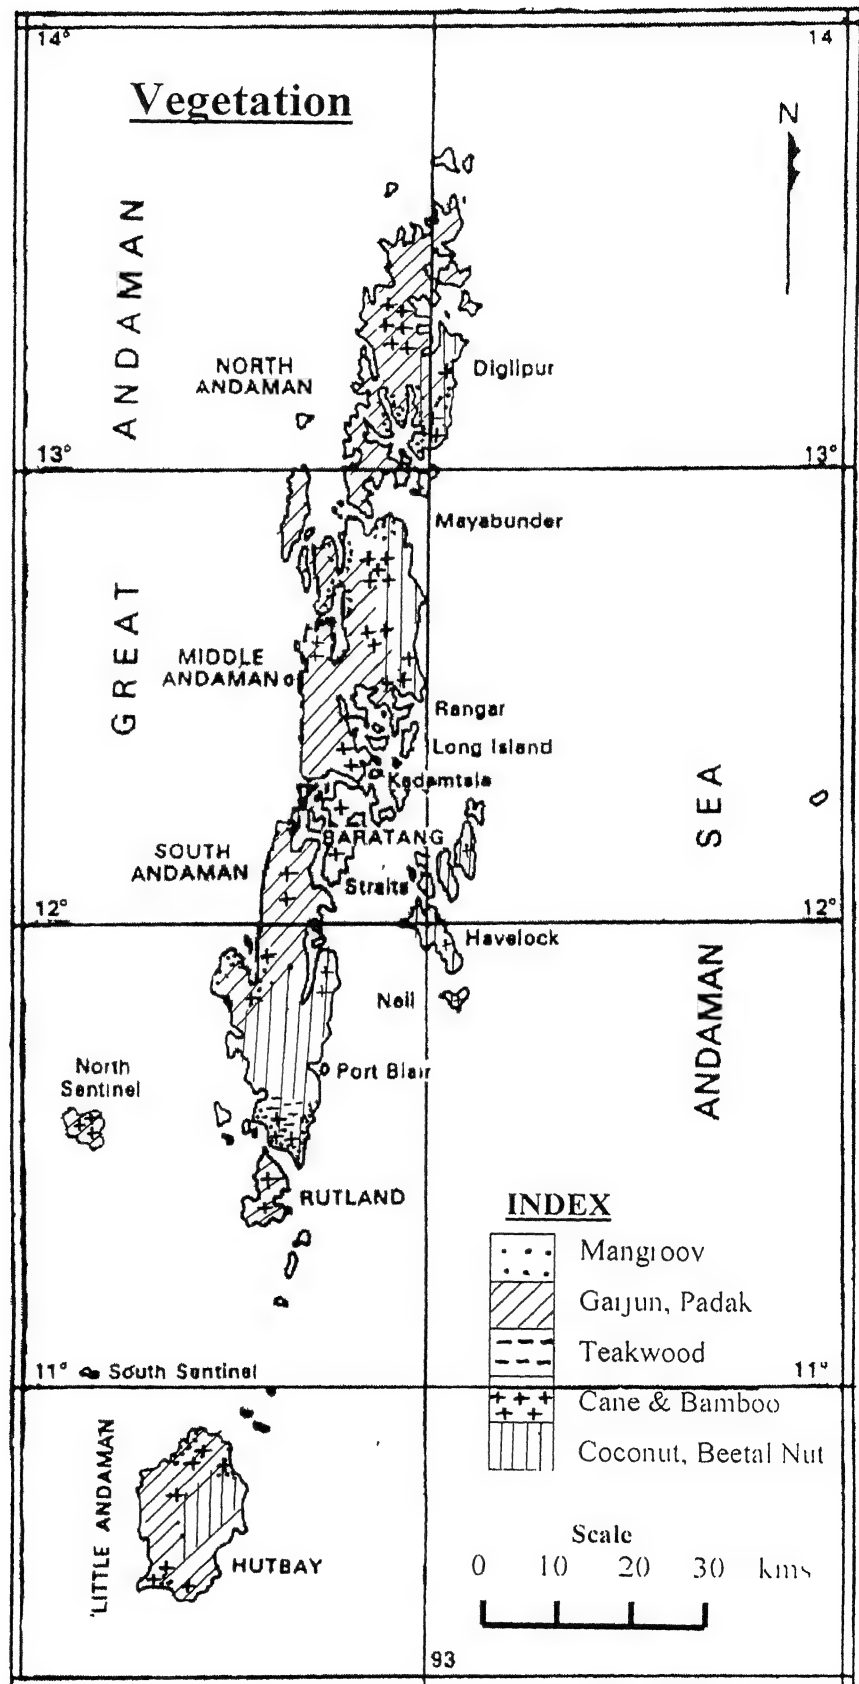 14°
14
Vegetation
N
GREAT ANDAMAN
NORTH
ANDAMAN
Diglipur
13°
13°
Mayabunder
MIDDLE
ANDAMAN
Rangar
Long Island
Kadamtala
BARATANG
SOUTH
ANDAMAN
Straits
12°
12°
Havelock
Neil
ANDAMAN SEA
North
Sentinel
Port Blair
RUTLAND
INDEX
Mangroov
Garjun, Padak
Teakwood
Cane & Bamboo
Coconut, Beetal Nut
11°
South Sentinel
11°
LITTLE ANDAMAN
HUTBAY
Scale
0 10 20 30 kms
93